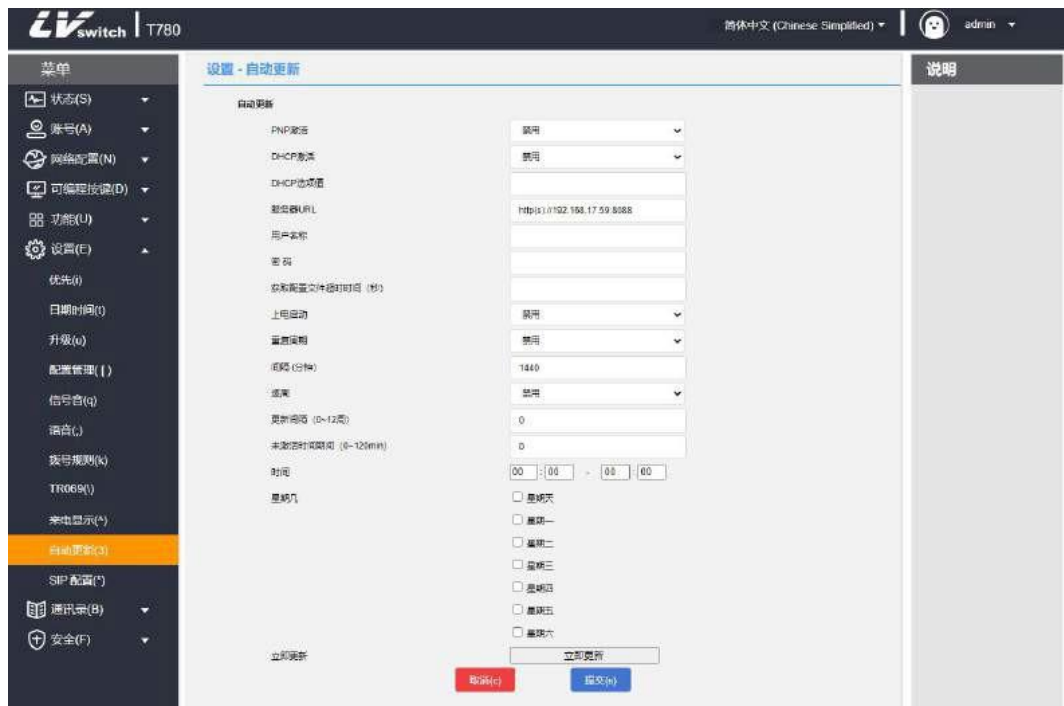 LVswitch | T780
简体中文 (Chinese Simplified)
admin
菜单
状态(S)
账号(A)
网络配置(N)
可编程按键(D)
功能(U)
设置(E)
优先(i)
日期时间(t)
升级(u)
配置管理([)
信号音(q)
语音(;)
拨号规则(k)
TR069(\)
来电显示(^)
自动更新(3)
SIP 配置(*)
通讯录(B)
安全(F)
设置 - 自动更新
自动更新
PNP激活 禁用
DHCP激活 禁用
DHCP选项值
服务器URL http(s)://192.168.17.59:8088
用户名称
密 码
获取配置文件超时时间 (秒)
上电启动 禁用
重复周期 禁用
间隔 (分钟) 1440
禁用
更新间隔 (0~12周) 0
未激活时间期间 (0~120min) 0
时间 00 : 00 - 00 : 00
星期几 星期天
星期一
星期二
星期三
星期四
星期五
星期六
立即更新 立即更新
取消(c) 提交(s)
说明